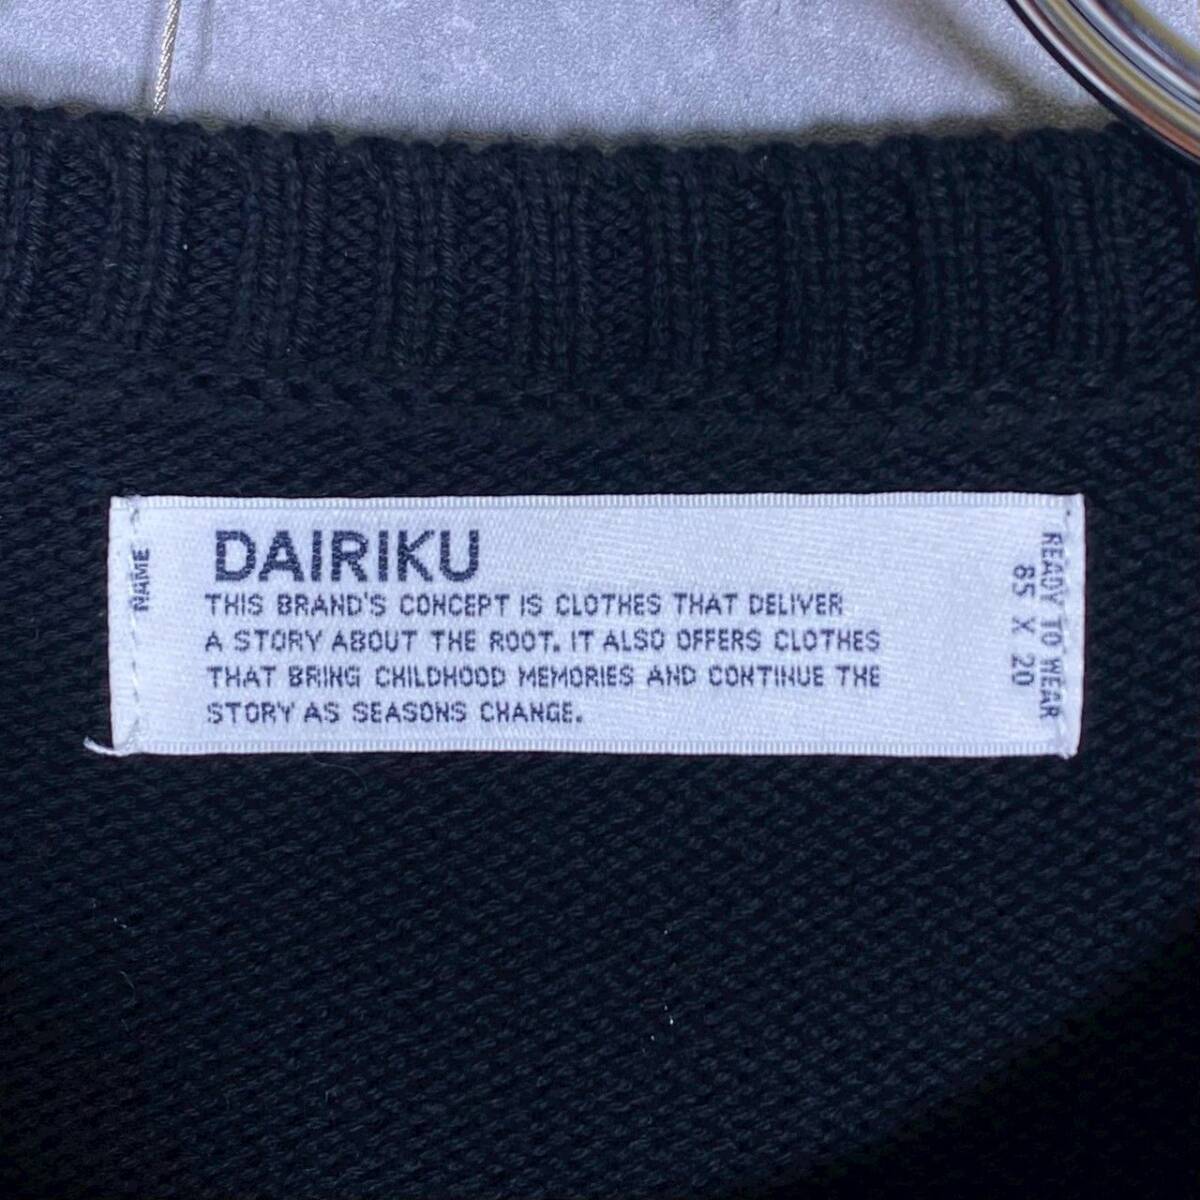 NAME
DAIRIKU
THIS BRAND'S CONCEPT IS CLOTHES THAT DELIVER
A STORY ABOUT THE ROOT. IT ALSO OFFERS CLOTHES
THAT BRING CHILDHOOD MEMORIES AND CONTINUE THE
STORY AS SEASONS CHANGE.
READY TO WEAR
85 X 20